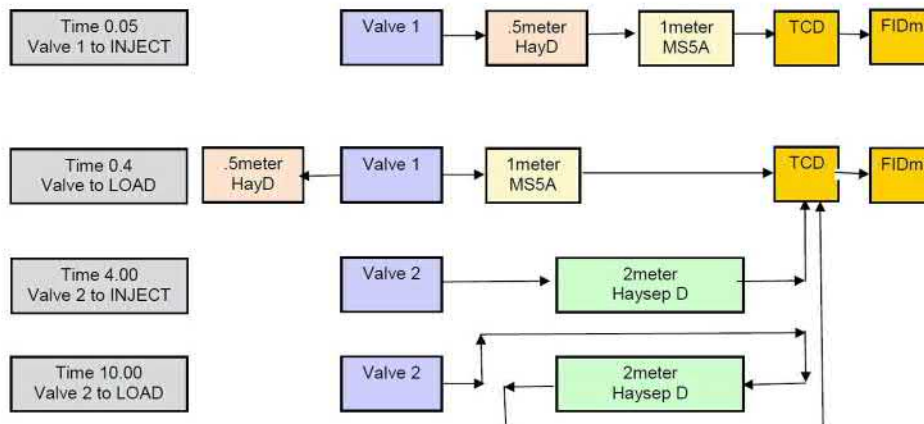 Time 0.05
Valve 1 to INJECT
Valve 1
.5meter
HayD
1meter
MS5A
TCD
FIDm
Time 0.4
Valve to LOAD
.5meter
HayD
Valve 1
1meter
MS5A
TCD
FIDm
Time 4.00
Valve 2 to INJECT
Valve 2
2meter
Haysep D
Time 10.00
Valve 2 to LOAD
Valve 2
2meter
Haysep D